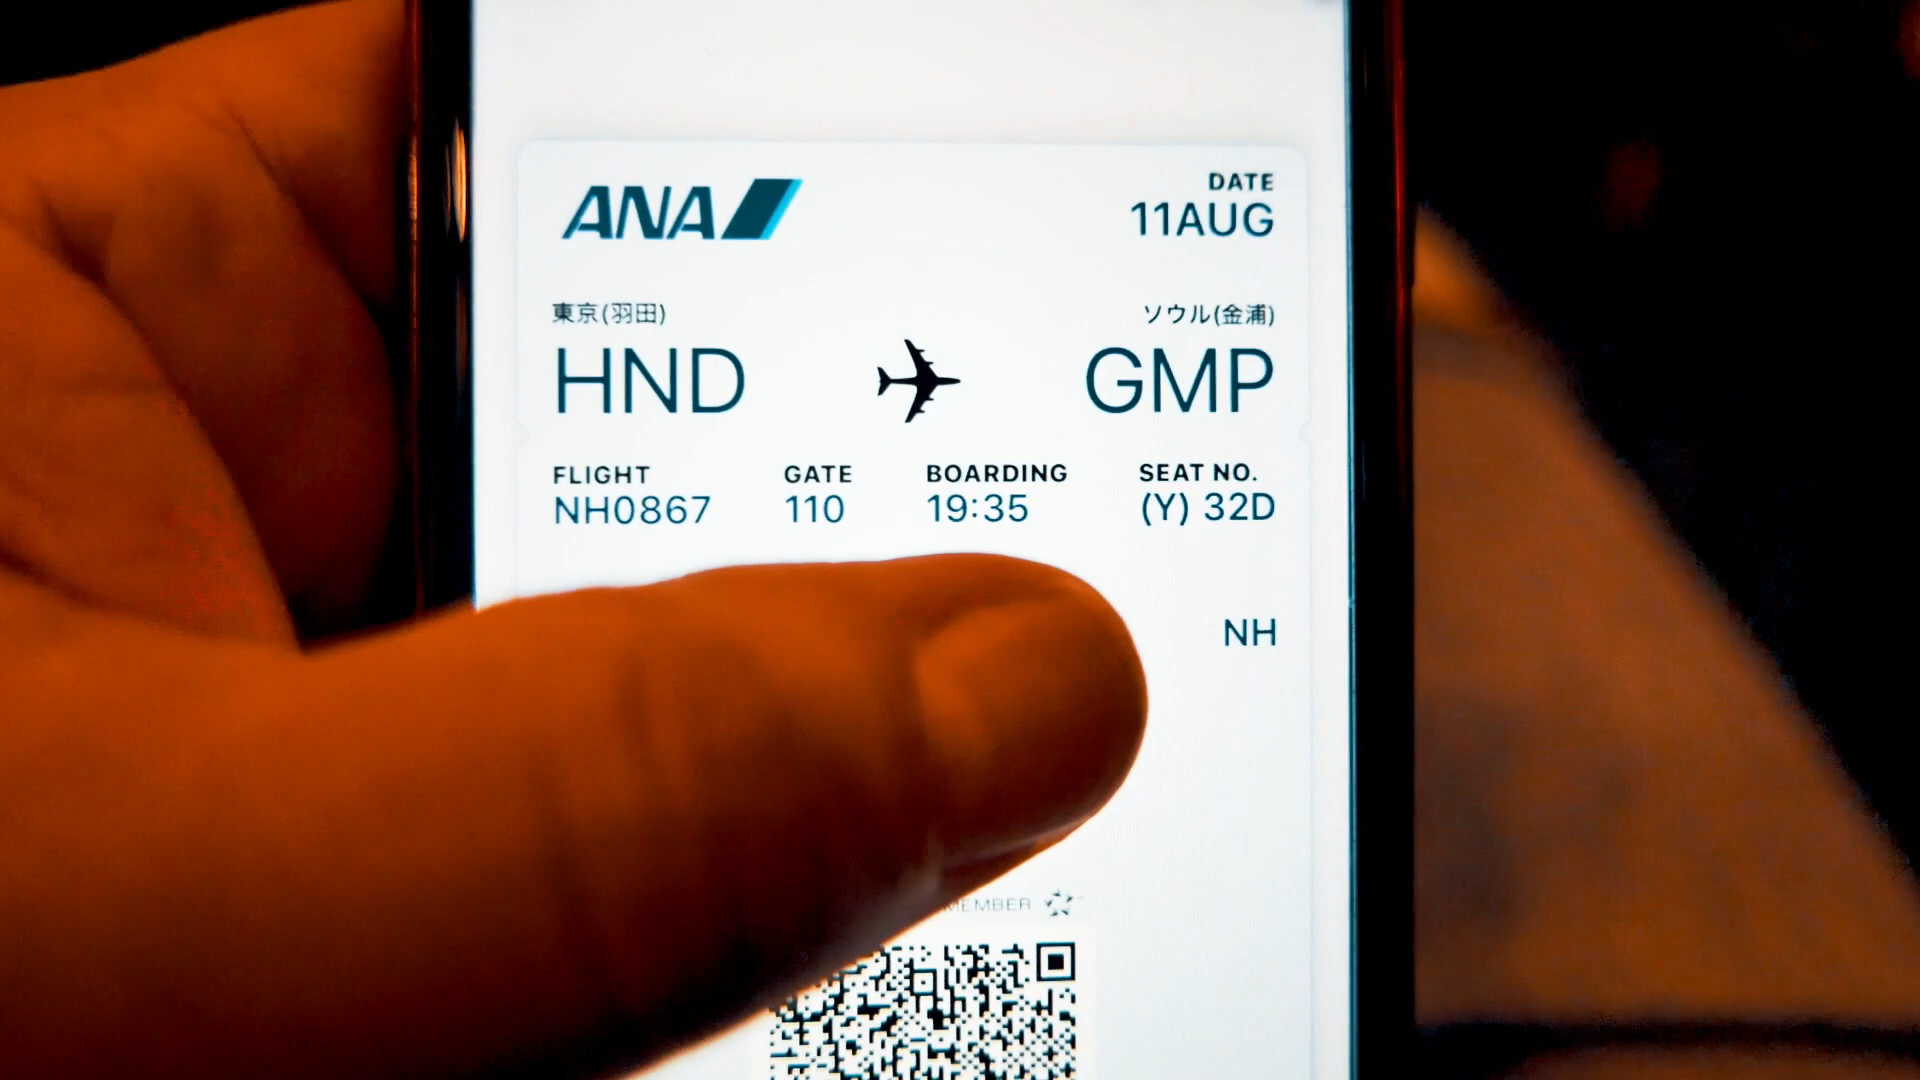 ANA
DATE
11AUG
東京(羽田)
ソウル(金浦)
HND
GMP
FLIGHT
GATE
BOARDING
SEAT NO.
NH0867
110
19:35
(Y) 32D
NH
MEMBER